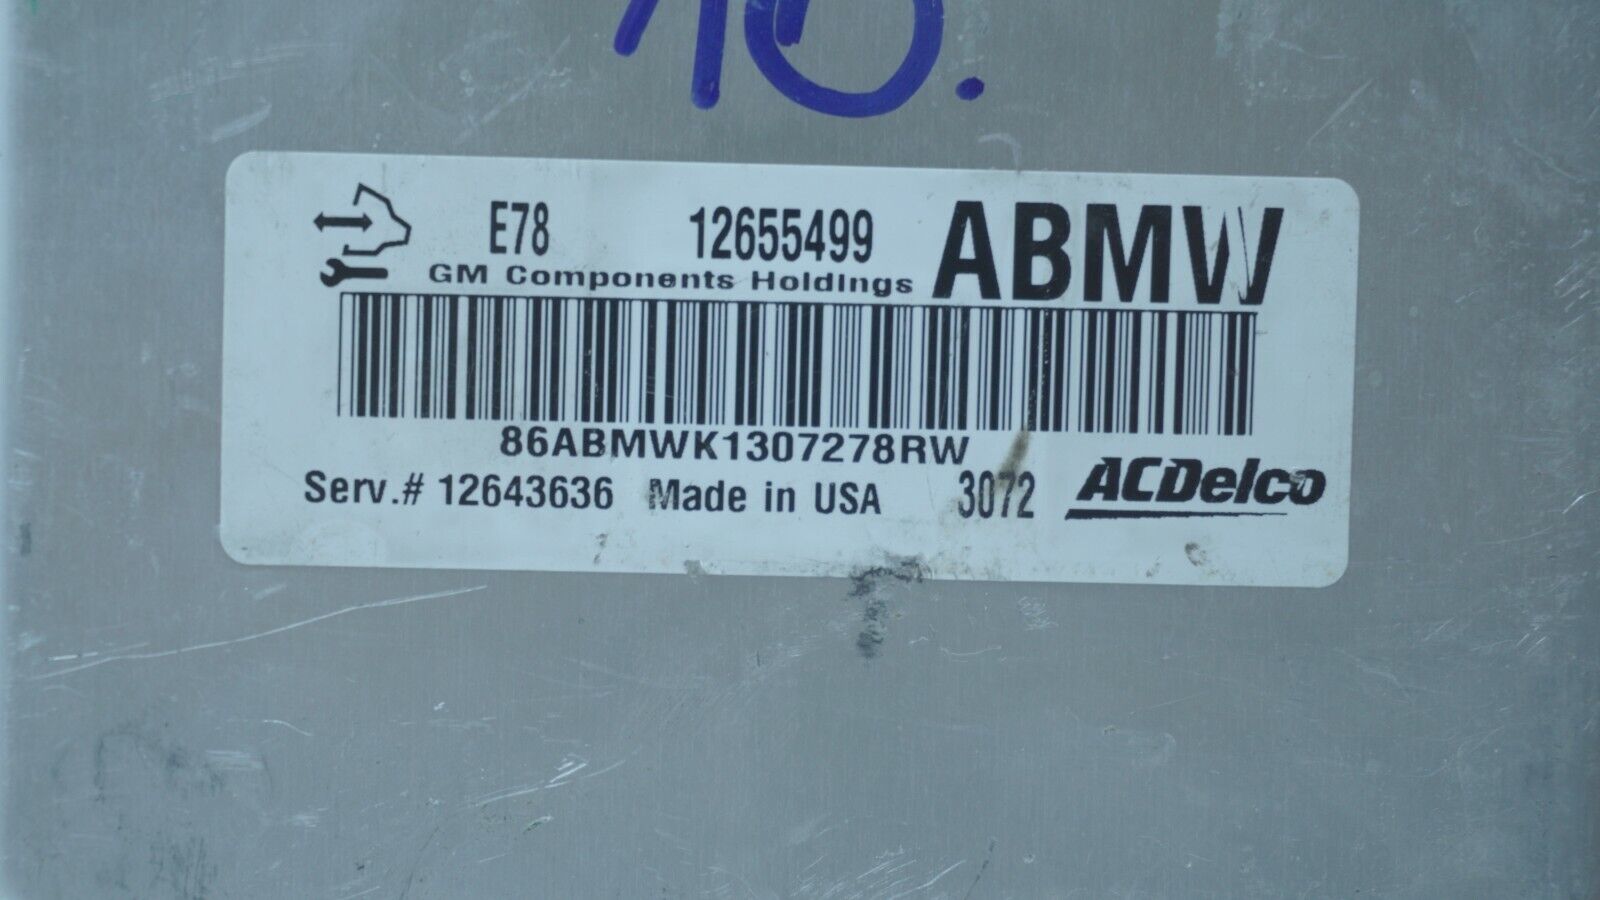 10.
E78 12655499 ABMW
GM Components Holdings
86ABMWK1307278RW
Serv.# 12643636 Made in USA 3072 ACDelco